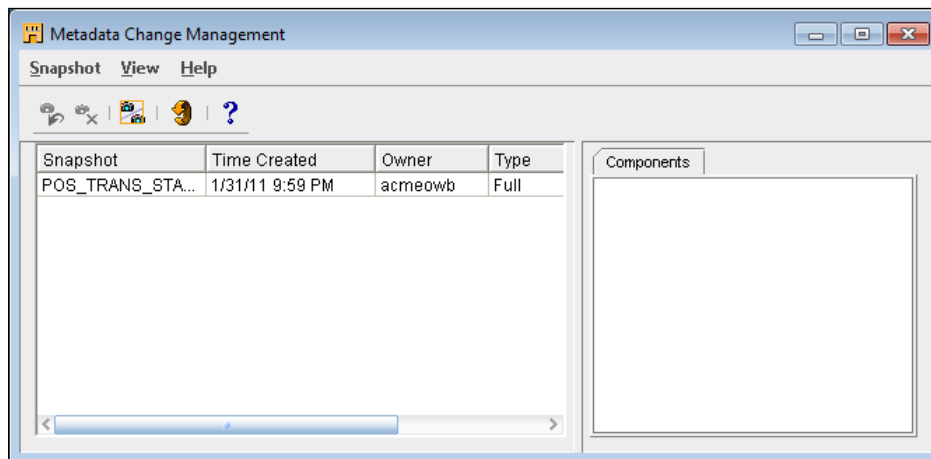 Metadata Change Management
Snapshot View Help
?
Snapshot Time Created Owner Type
POS_TRANS_STA... 1/31/11 9:59 PM acmeowb Full
Components